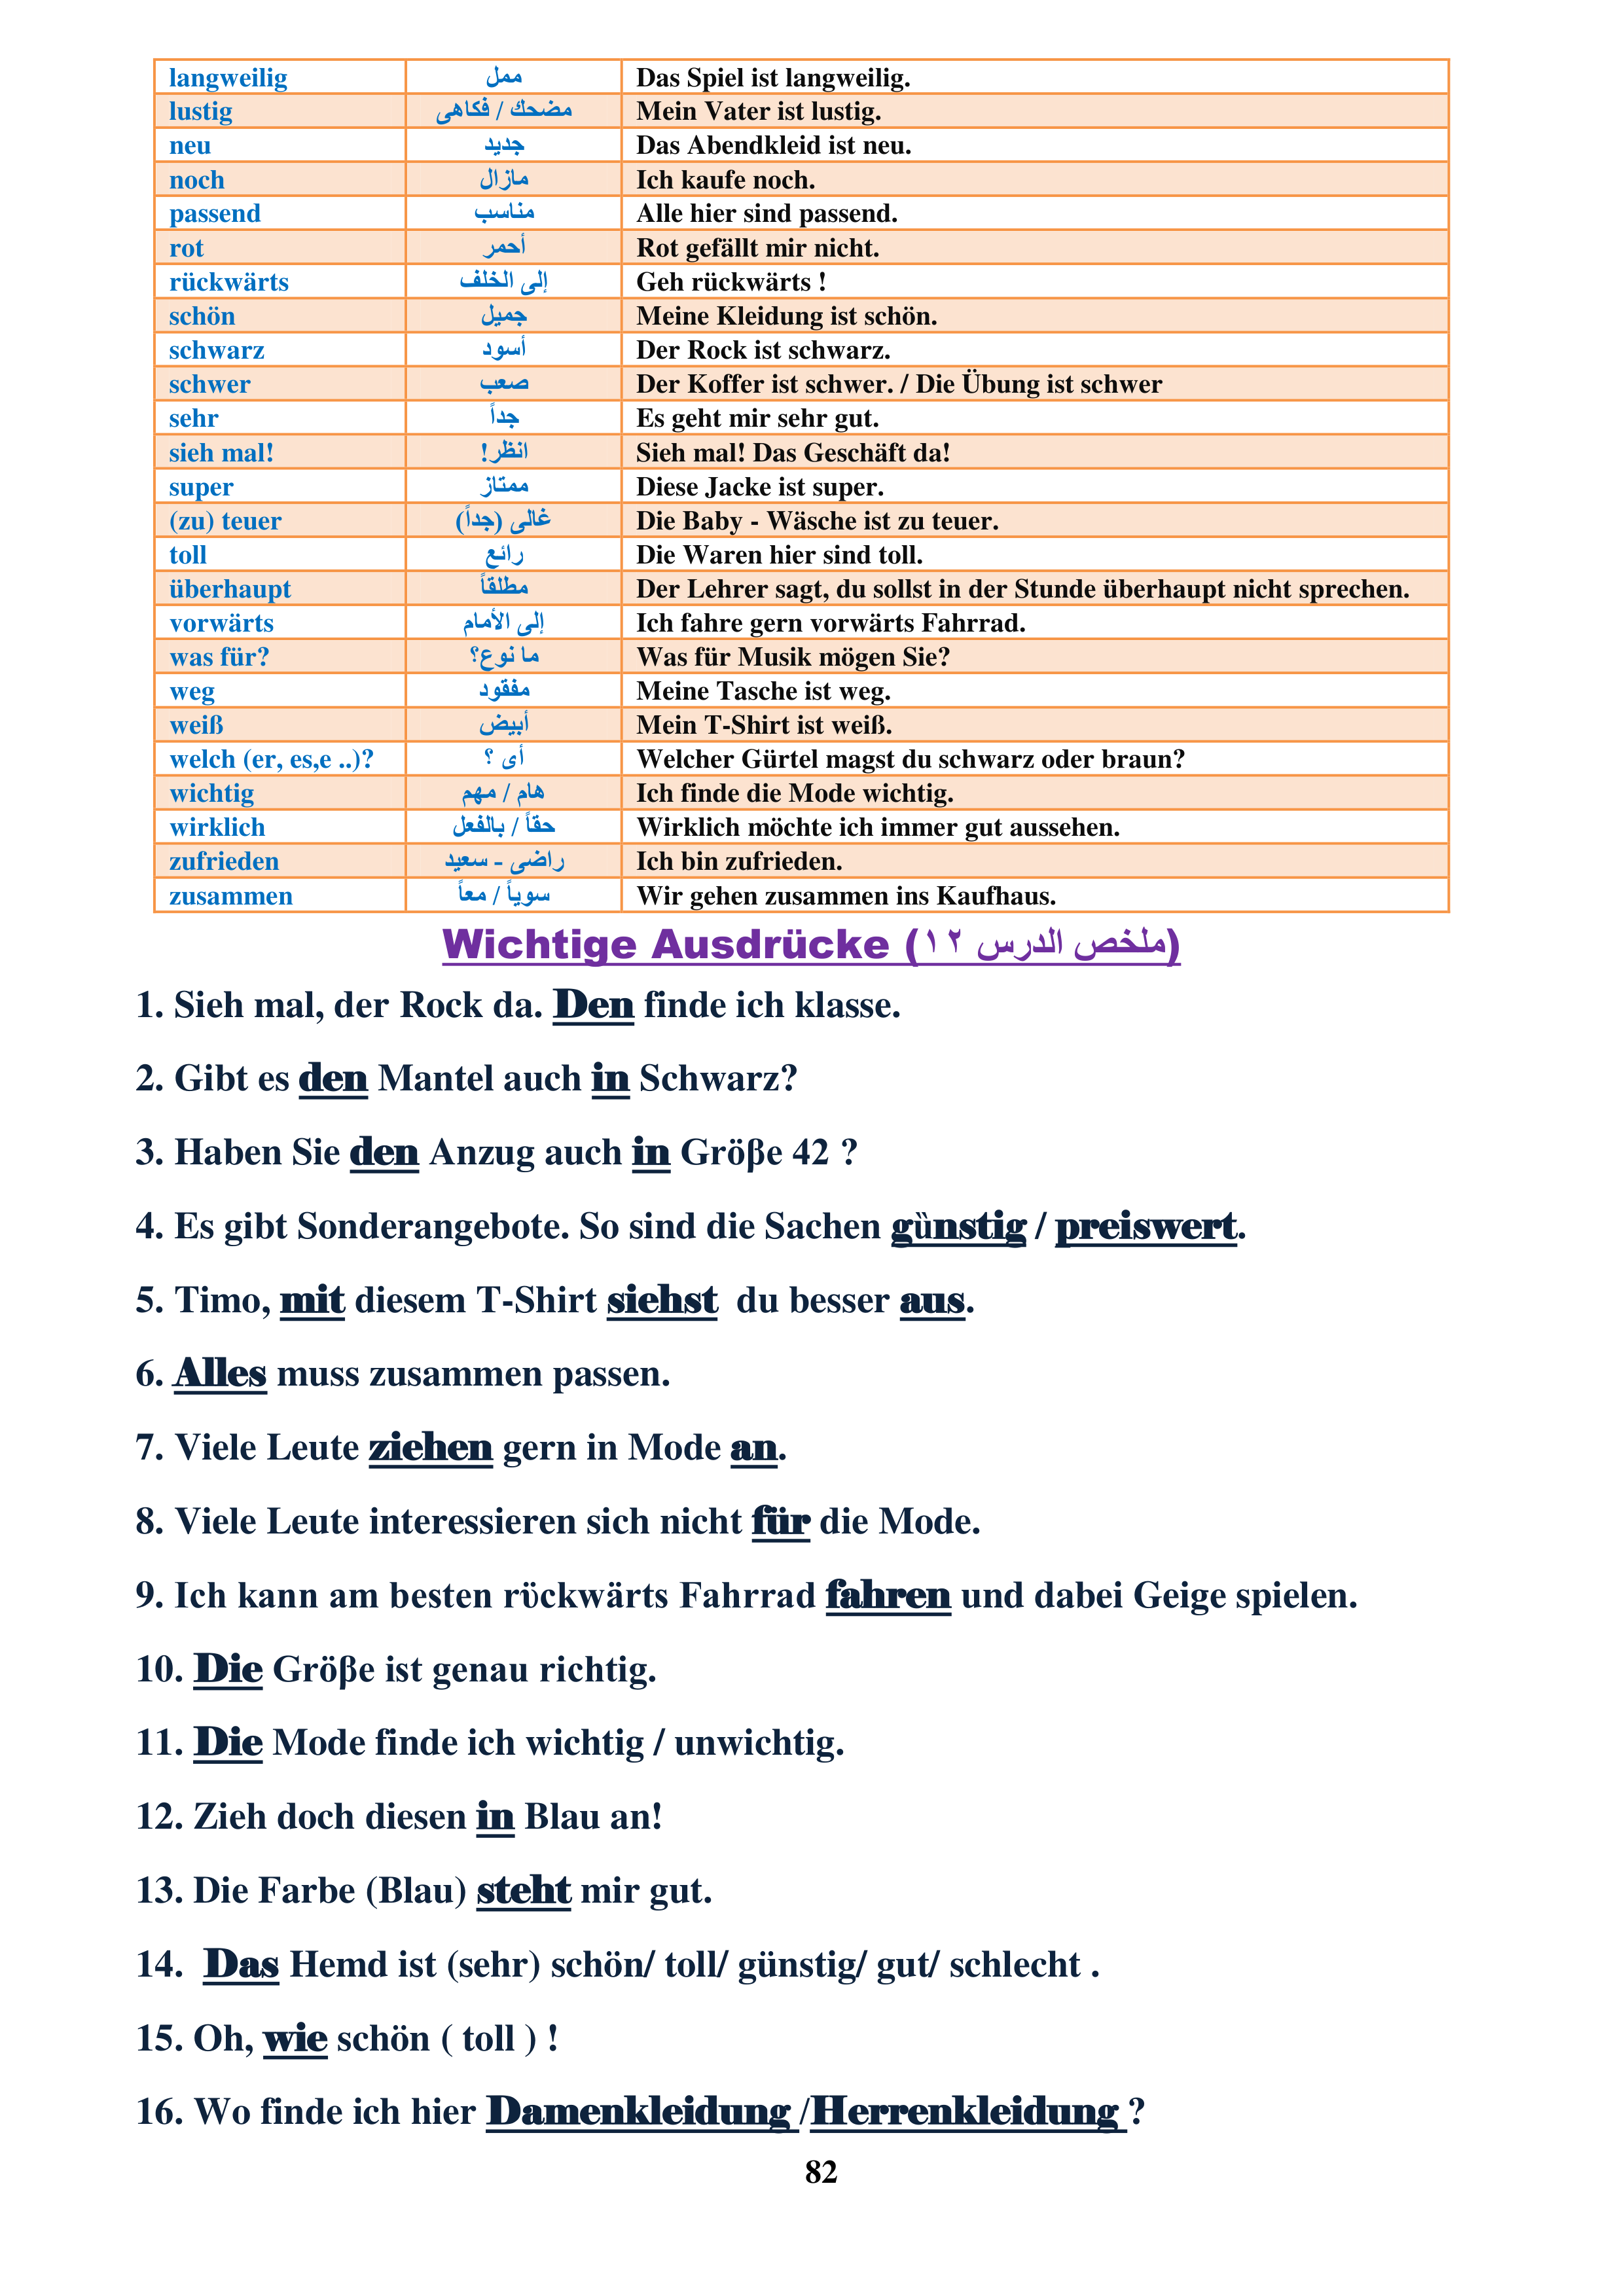 langweilig ممل Das Spiel ist langweilig.
lustig مضحك / فكاهى Mein Vater ist lustig.
neu جديد Das Abendkleid ist neu.
noch مازال Ich kaufe noch.
passend مناسب Alle hier sind passend.
rot أحمر Rot gefällt mir nicht.
rückwärts إلى الخلف Geh rückwärts !
schön جميل Meine Kleidung ist schön.
schwarz أسود Der Rock ist schwarz.
schwer صعب Der Koffer ist schwer. / Die Übung ist schwer
sehr جداً Es geht mir sehr gut.
sieh mal! انظر! Sieh mal! Das Geschäft da!
super ممتاز Diese Jacke ist super.
(zu) teuer غالى (جداً) Die Baby - Wäsche ist zu teuer.
toll رائع Die Waren hier sind toll.
überhaupt مطلقاً Der Lehrer sagt, du sollst in der Stunde überhaupt nicht sprechen.
vorwärts إلى الأمام Ich fahre gern vorwärts Fahrrad.
was für? ما نوع؟ Was für Musik mögen Sie?
weg مفقود Meine Tasche ist weg.
weiß أبيض Mein T-Shirt ist weiß.
welch (er, es,e ..)? أى ؟ Welcher Gürtel magst du schwarz oder braun?
wichtig هام / مهم Ich finde die Mode wichtig.
wirklich حقاً / بالفعل Wirklich möchte ich immer gut aussehen.
zufrieden راضى - سعيد Ich bin zufrieden.
zusammen سوياً / معاً Wir gehen zusammen ins Kaufhaus.
Wichtige Ausdrücke (ملخص الدرس ١٢)
1. Sieh mal, der Rock da. Den finde ich klasse.
2. Gibt es den Mantel auch in Schwarz?
3. Haben Sie den Anzug auch in Größe 42 ?
4. Es gibt Sonderangebote. So sind die Sachen günstig / preiswert.
5. Timo, mit diesem T-Shirt siehst du besser aus.
6. Alles muss zusammen passen.
7. Viele Leute ziehen gern in Mode an.
8. Viele Leute interessieren sich nicht für die Mode.
9. Ich kann am besten rϋckwärts Fahrrad fahren und dabei Geige spielen.
10. Die Größe ist genau richtig.
11. Die Mode finde ich wichtig / unwichtig.
12. Zieh doch diesen in Blau an!
13. Die Farbe (Blau) steht mir gut.
14. Das Hemd ist (sehr) schön/ toll/ günstig/ gut/ schlecht .
15. Oh, wie schön ( toll ) !
16. Wo finde ich hier Damenkleidung /Herrenkleidung ?
82